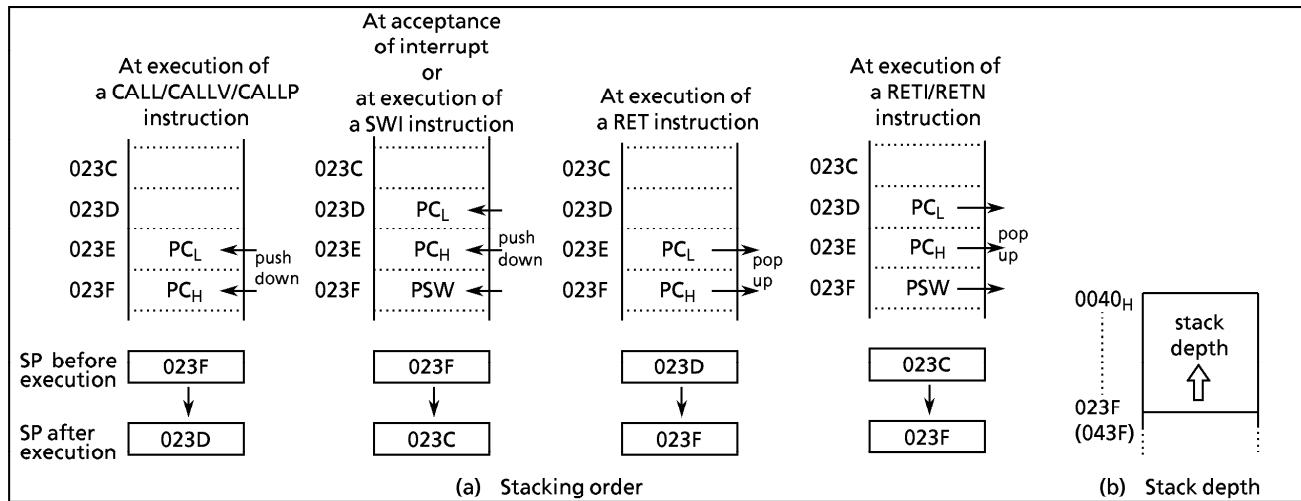 At execution of
a CALL/CALLV/CALLP
instruction
023C
023D
023E PCL
023F PCH
push
down
SP before
execution
023F
SP after
execution
023D
At acceptance
of interrupt
or
at execution of
a SWI instruction
023C
023D PCL
023E PCH
023F PSW
push
down
023F
023C
At execution of
a RET instruction
023C
023D
023E PCL
023F PCH
pop
up
023D
023F
At execution of
a RETI/RETN
instruction
023C
023D PCL
023E PCH
023F PSW
pop
up
023C
023F
(a) Stacking order
0040H
stack
depth
023F
(043F)
(b) Stack depth